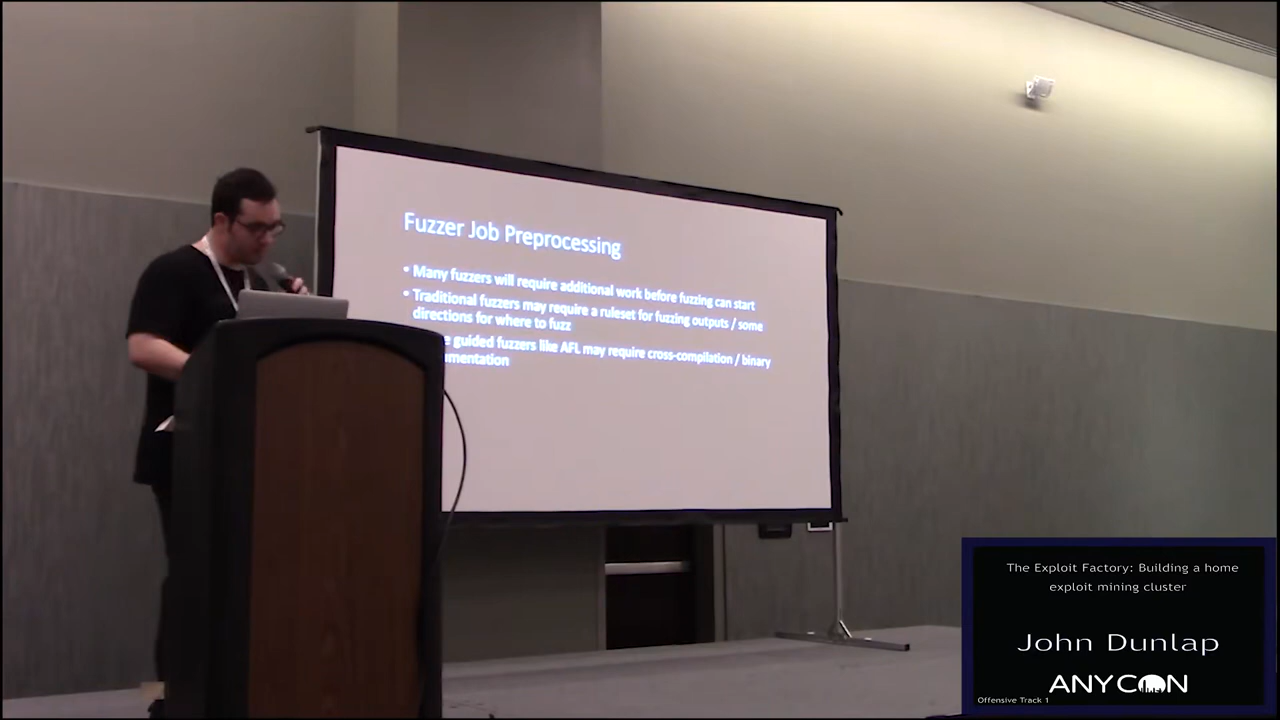 Fuzzer Job Preprocessing
• Many fuzzers will require additional work before fuzzing can start
• Traditional fuzzers may require a ruleset for fuzzing outputs / some
directions for where to fuzz
guided fuzzers like AFL may require cross-compilation / binary
The Exploit Factory: Building a home
exploit mining cluster
John Dunlap
ANYCON
Offensive Track 1